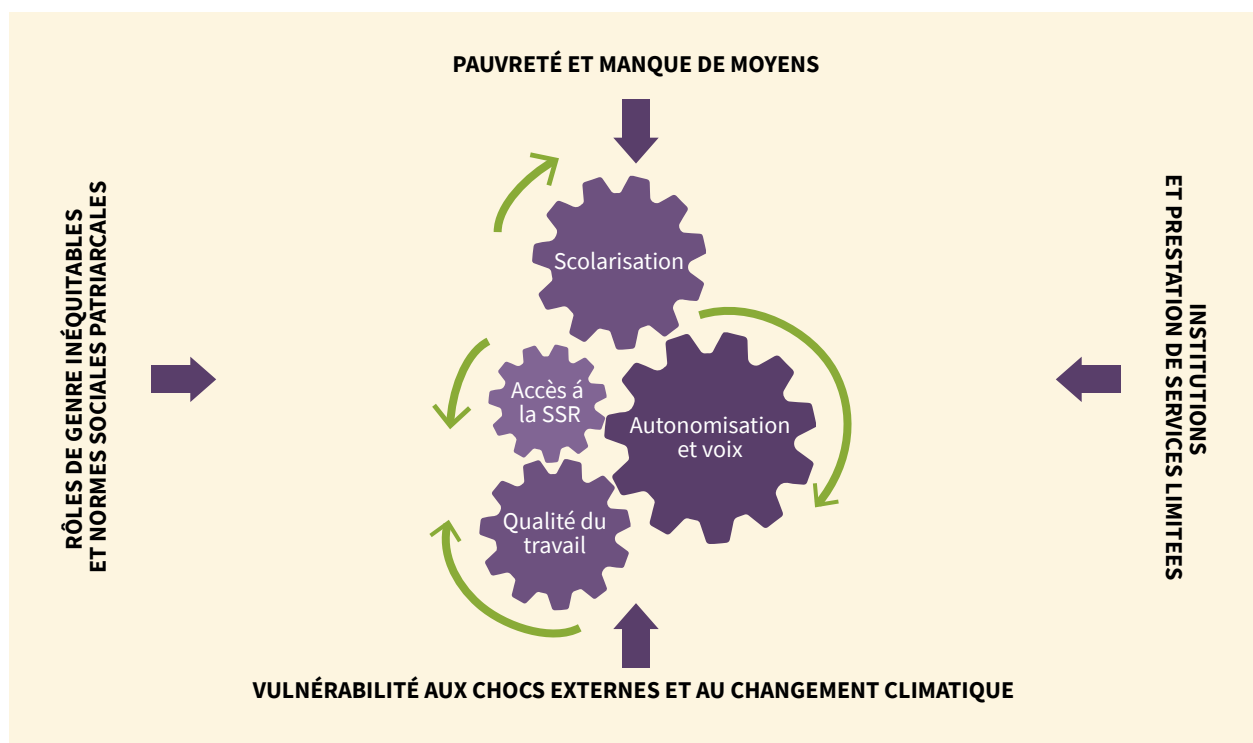 PAUVRETÉ ET MANQUE DE MOYENS
RÔLES DE GENRE INÉQUITABLES
ET NORMES SOCIALES PATRIARCALES
Scolarisation
Accès á
la SSR
Autonomisation
et voix
Qualité du
travail
INSTITUTIONS
ET PRESTATION DE SERVICES LIMITEES
VULNÉRABILITÉ AUX CHOCS EXTERNES ET AU CHANGEMENT CLIMATIQUE